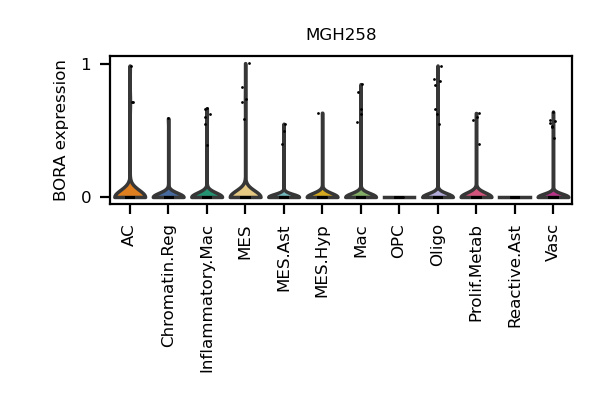 MGH258
BORA expression
1
0
AC
Chromatin.Reg
Inflammatory.Mac
MES
MES.Ast
MES.Hyp
Mac
OPC
Oligo
Prolif.Metab
Reactive.Ast
Vasc